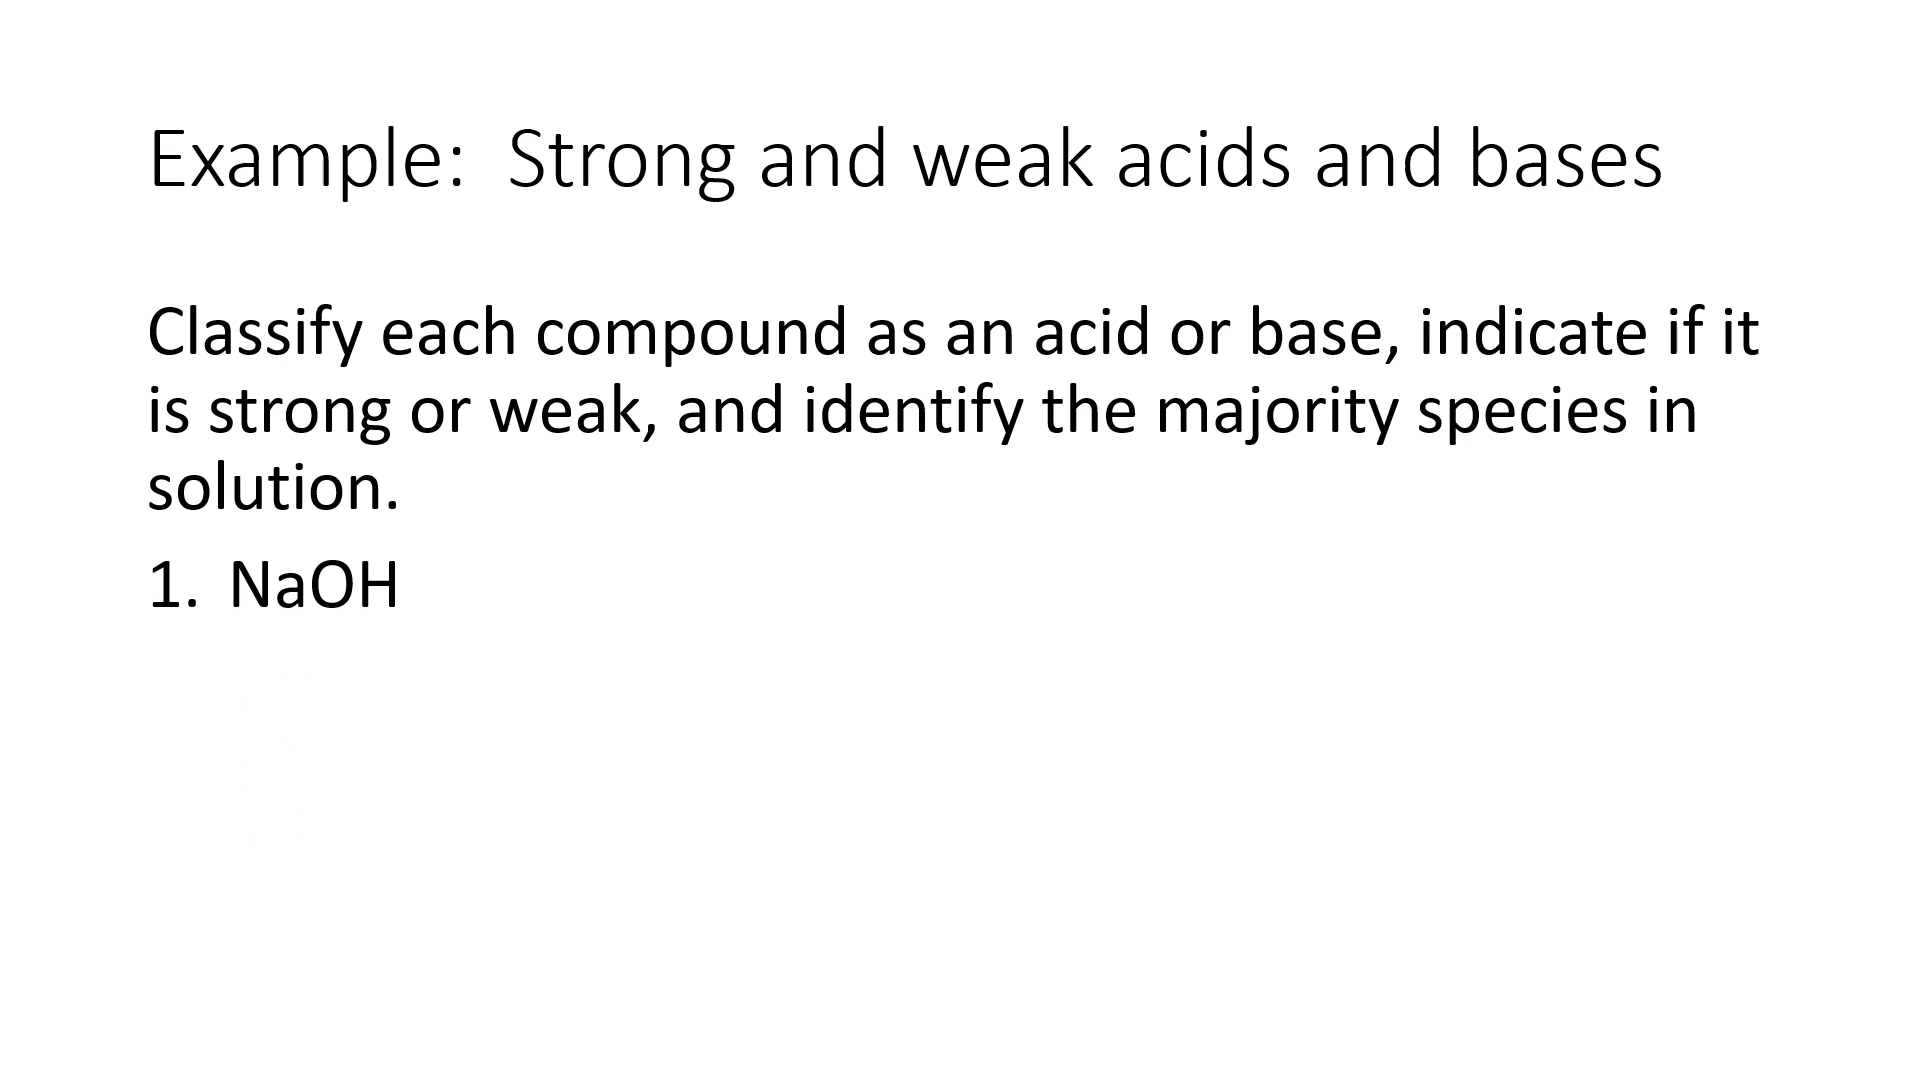 Example:  Strong and weak acids and bases
Classify each compound as an acid or base, indicate if it
is strong or weak, and identify the majority species in
solution.
1. NaOH